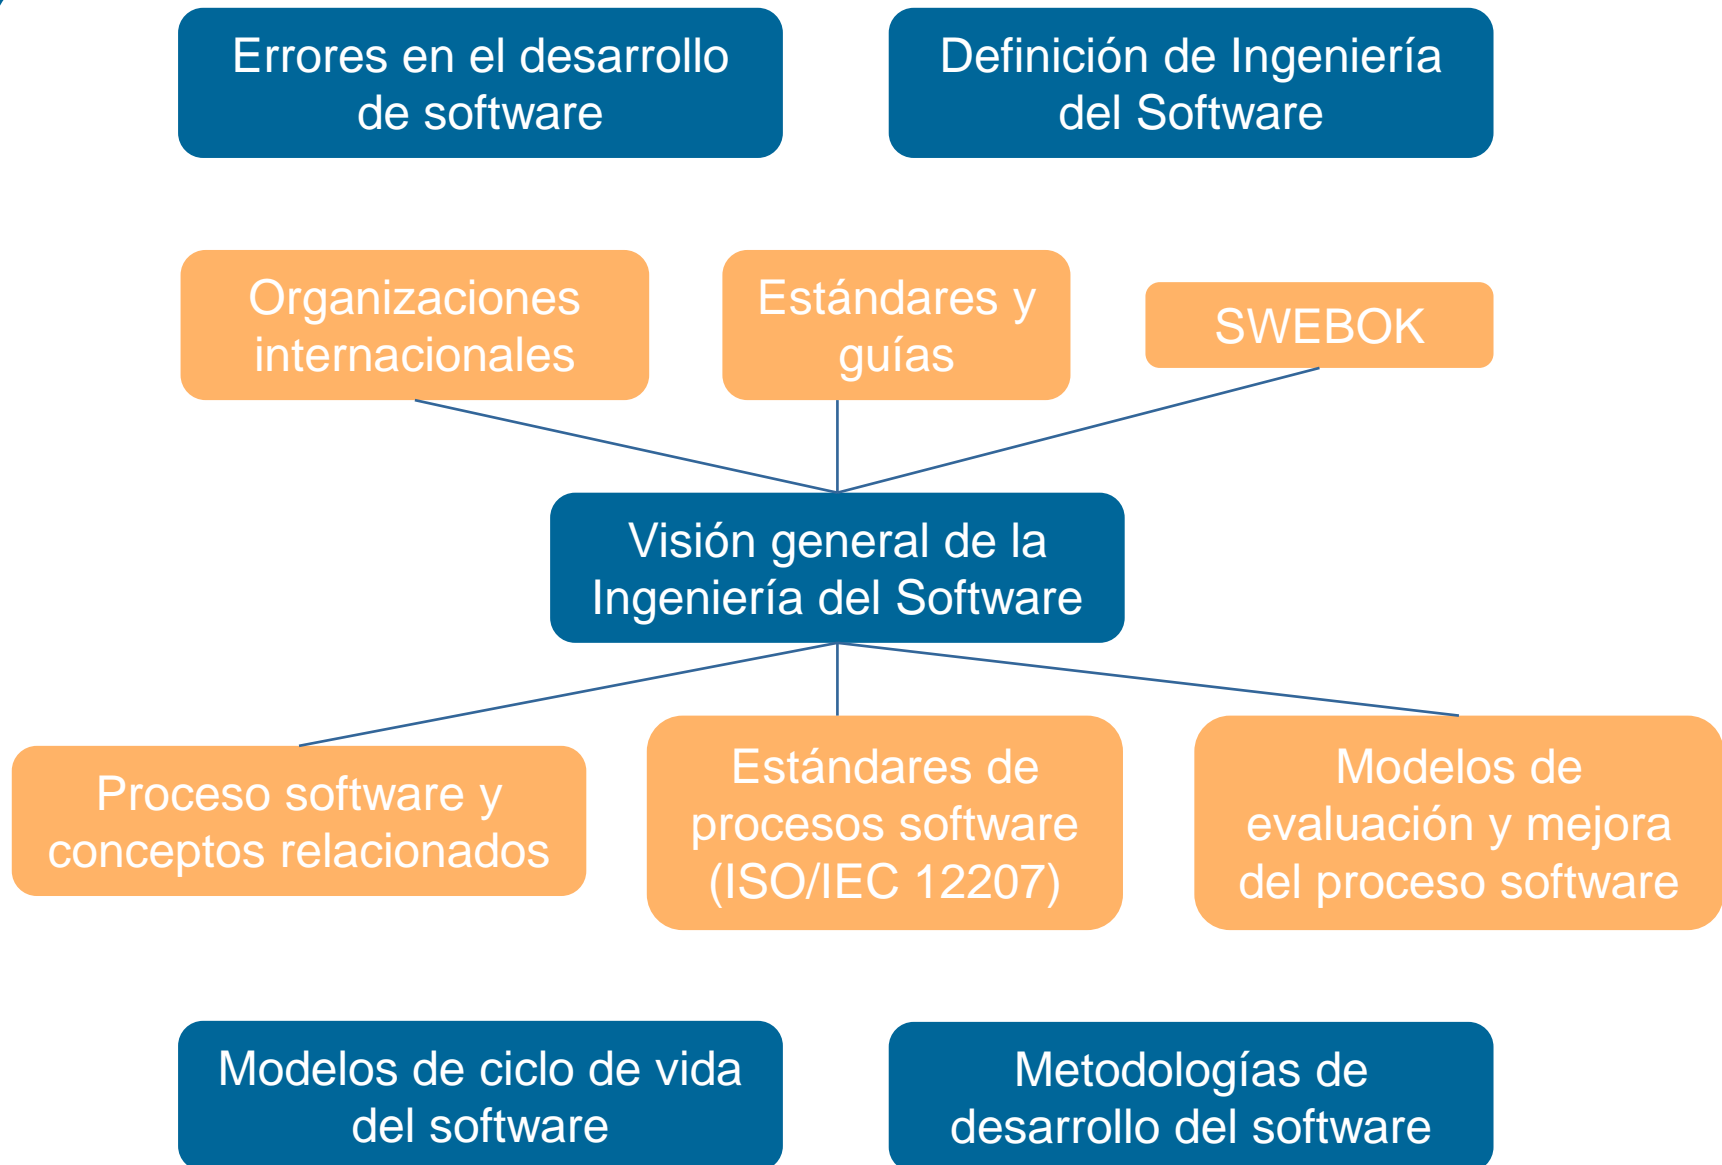 Errores en el desarrollo
de software
Definición de Ingeniería
del Software
Organizaciones
internacionales
Estándares y
guías
SWEBOK
Visión general de la
Ingeniería del Software
Proceso software y
conceptos relacionados
Estándares de
procesos software
(ISO/IEC 12207)
Modelos de
evaluación y mejora
del proceso software
Modelos de ciclo de vida
del software
Metodologías de
desarrollo del software